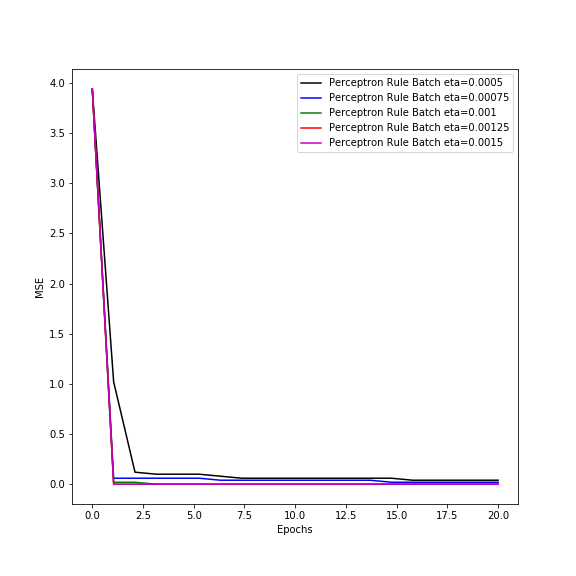 4.0
3.5
3.0
2.5
2.0
1.5
1.0
0.5
0.0
MSE
Perceptron Rule Batch eta=0.0005
Perceptron Rule Batch eta=0.00075
Perceptron Rule Batch eta=0.001
Perceptron Rule Batch eta=0.00125
Perceptron Rule Batch eta=0.0015
0.0 2.5 5.0 7.5 10.0 12.5 15.0 17.5 20.0
Epochs